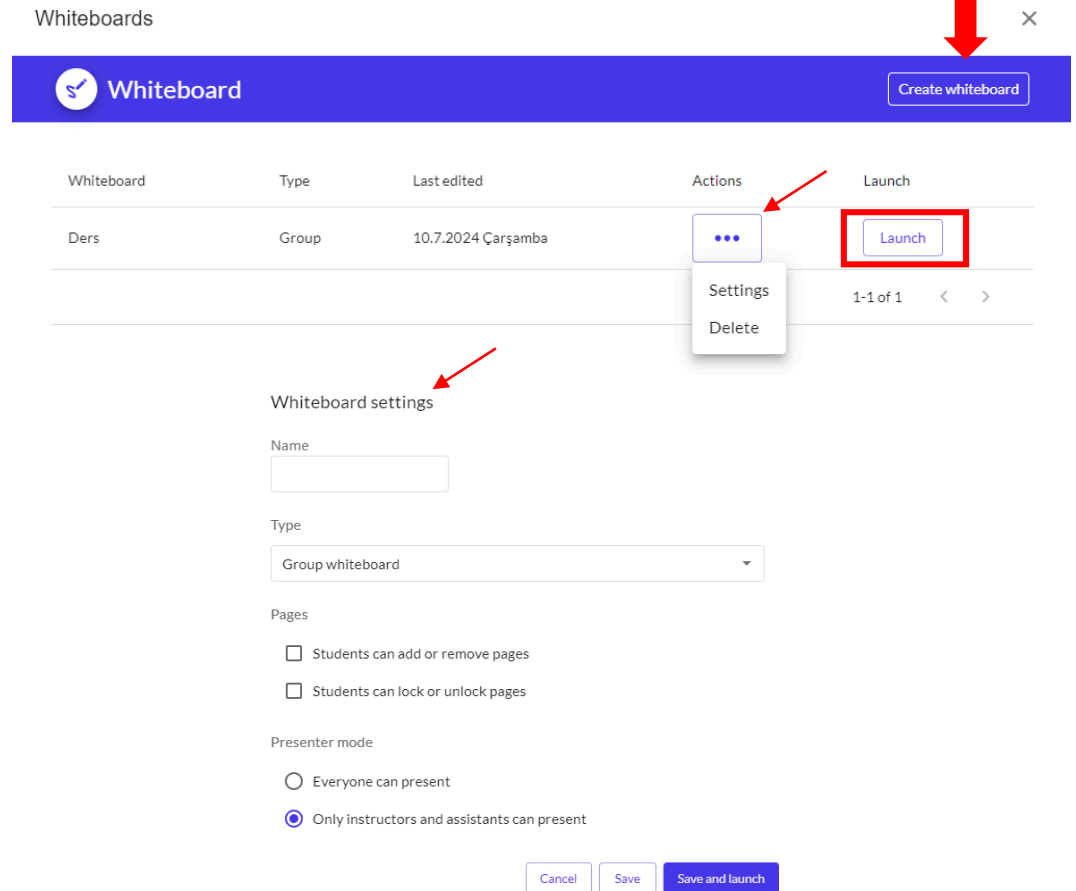 Whiteboards
Whiteboard Create whiteboard
Whiteboard Type Last edited Actions Launch
Ders Group 10.7.2024 Çarşamba ••• Launch
Settings
1-1 of 1
Delete
Whiteboard settings
Name
Type
Group whiteboard
Pages
Students can add or remove pages
Students can lock or unlock pages
Presenter mode
Everyone can present
Only instructors and assistants can present
Cancel Save Save and launch